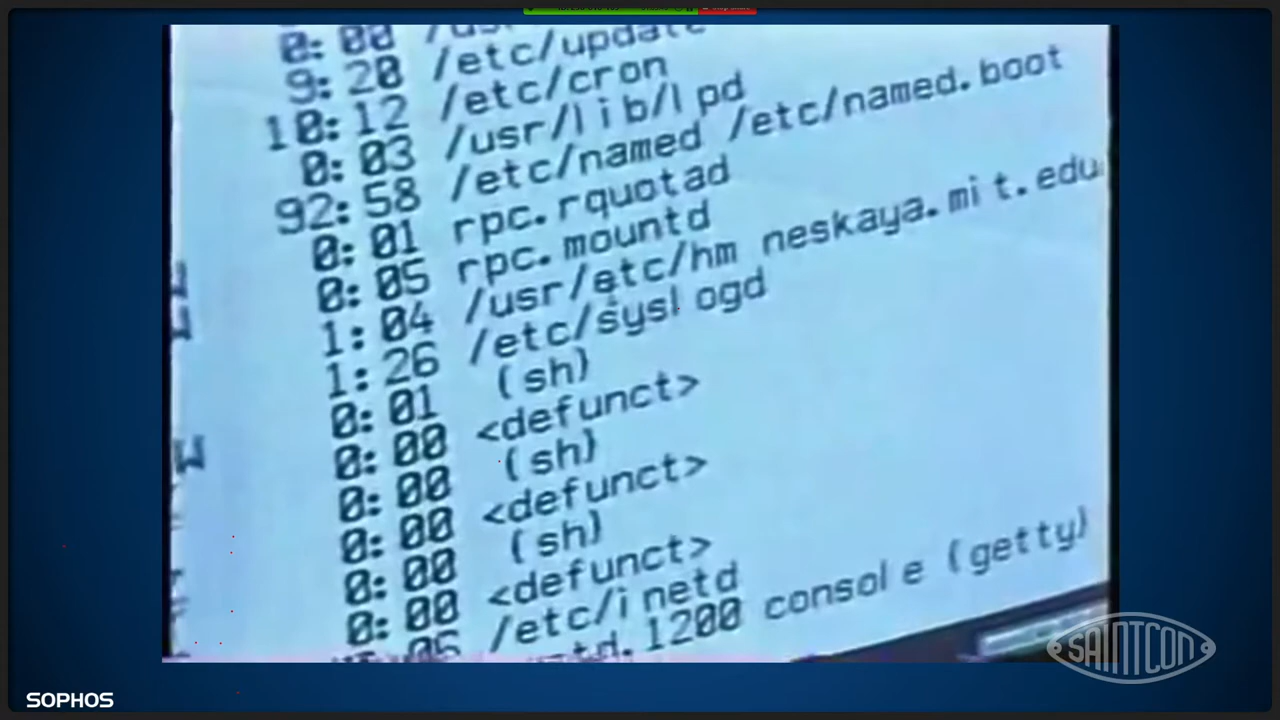 0:00
9:20 /etc/update
10:12 /etc/cron
0:03 /usr/lib/lpd
92:58 /etc/named /etc/named.boot
0:01 rpc.rquotad
0:05 rpc.mountd
1:04 /usr/etc/hm neskaya.mit.edu
1:26 /etc/syslogd
0:01 (sh)
0:00 <defunct>
0:00 (sh)
0:00 <defunct>
0:00 (sh)
0:00 <defunct>
/etc/inetd
1200 console (getty)
SAINTCON
SOPHOS